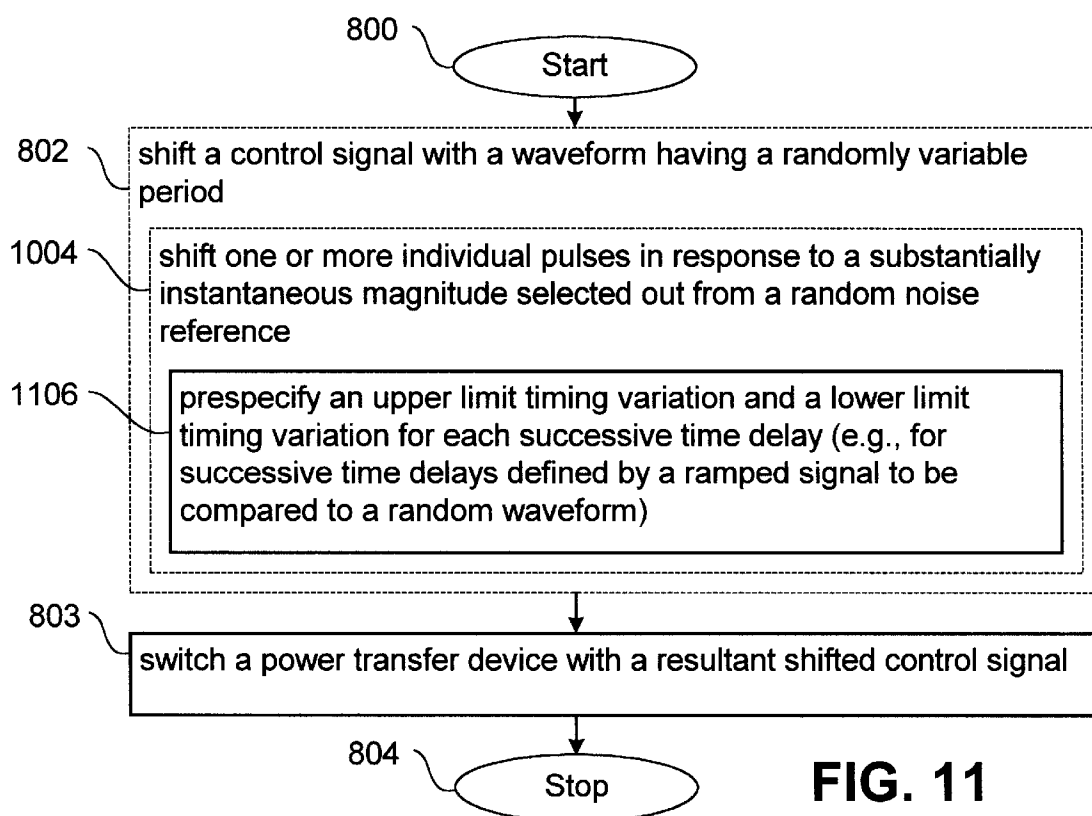 800
Start
802
shift a control signal with a waveform having a randomly variable
period
1004
shift one or more individual pulses in response to a substantially
instantaneous magnitude selected out from a random noise
reference
1106
prespecify an upper limit timing variation and a lower limit
timing variation for each successive time delay (e.g., for
successive time delays defined by a ramped signal to be
compared to a random waveform)
803
switch a power transfer device with a resultant shifted control signal
804
Stop
FIG. 11